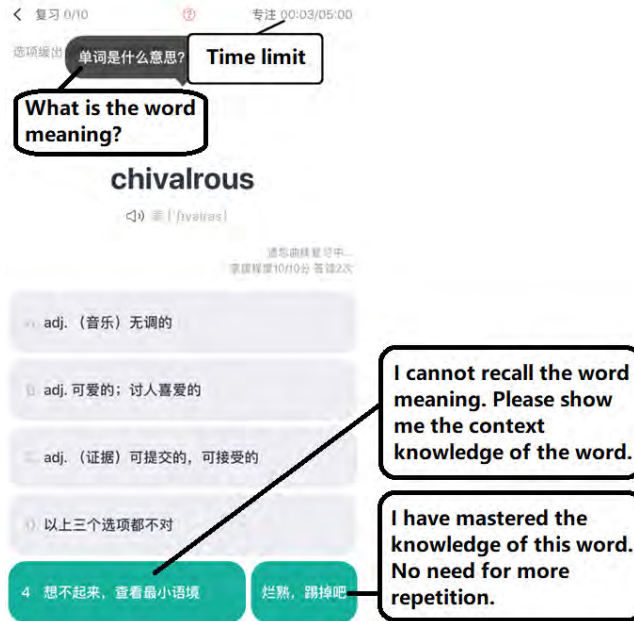 复习 0/10
专注 00:03/05:00
单词是什么意思?
Time limit
What is the word
meaning?
chivalrous
adj. （音乐）无调的
adj. 可爱的；讨人喜爱的
adj. （证据）可提交的，可接受的
以上三个选项都不对
I cannot recall the word
meaning. Please show
me the context
knowledge of the word.
4 想不起来，查看最小语境
烂熟，踢掉吧
I have mastered the
knowledge of this word.
No need for more
repetition.